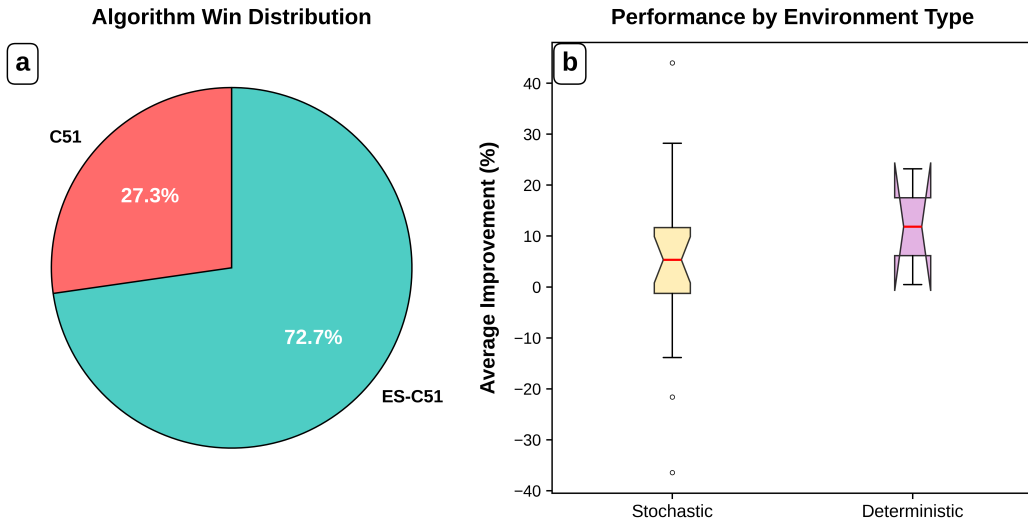 Algorithm Win Distribution
a
C51
27.3%
72.7%
ES-C51
Performance by Environment Type
b
Average Improvement (%)
40
30
20
10
0
−10
−20
−30
−40
Stochastic
Deterministic